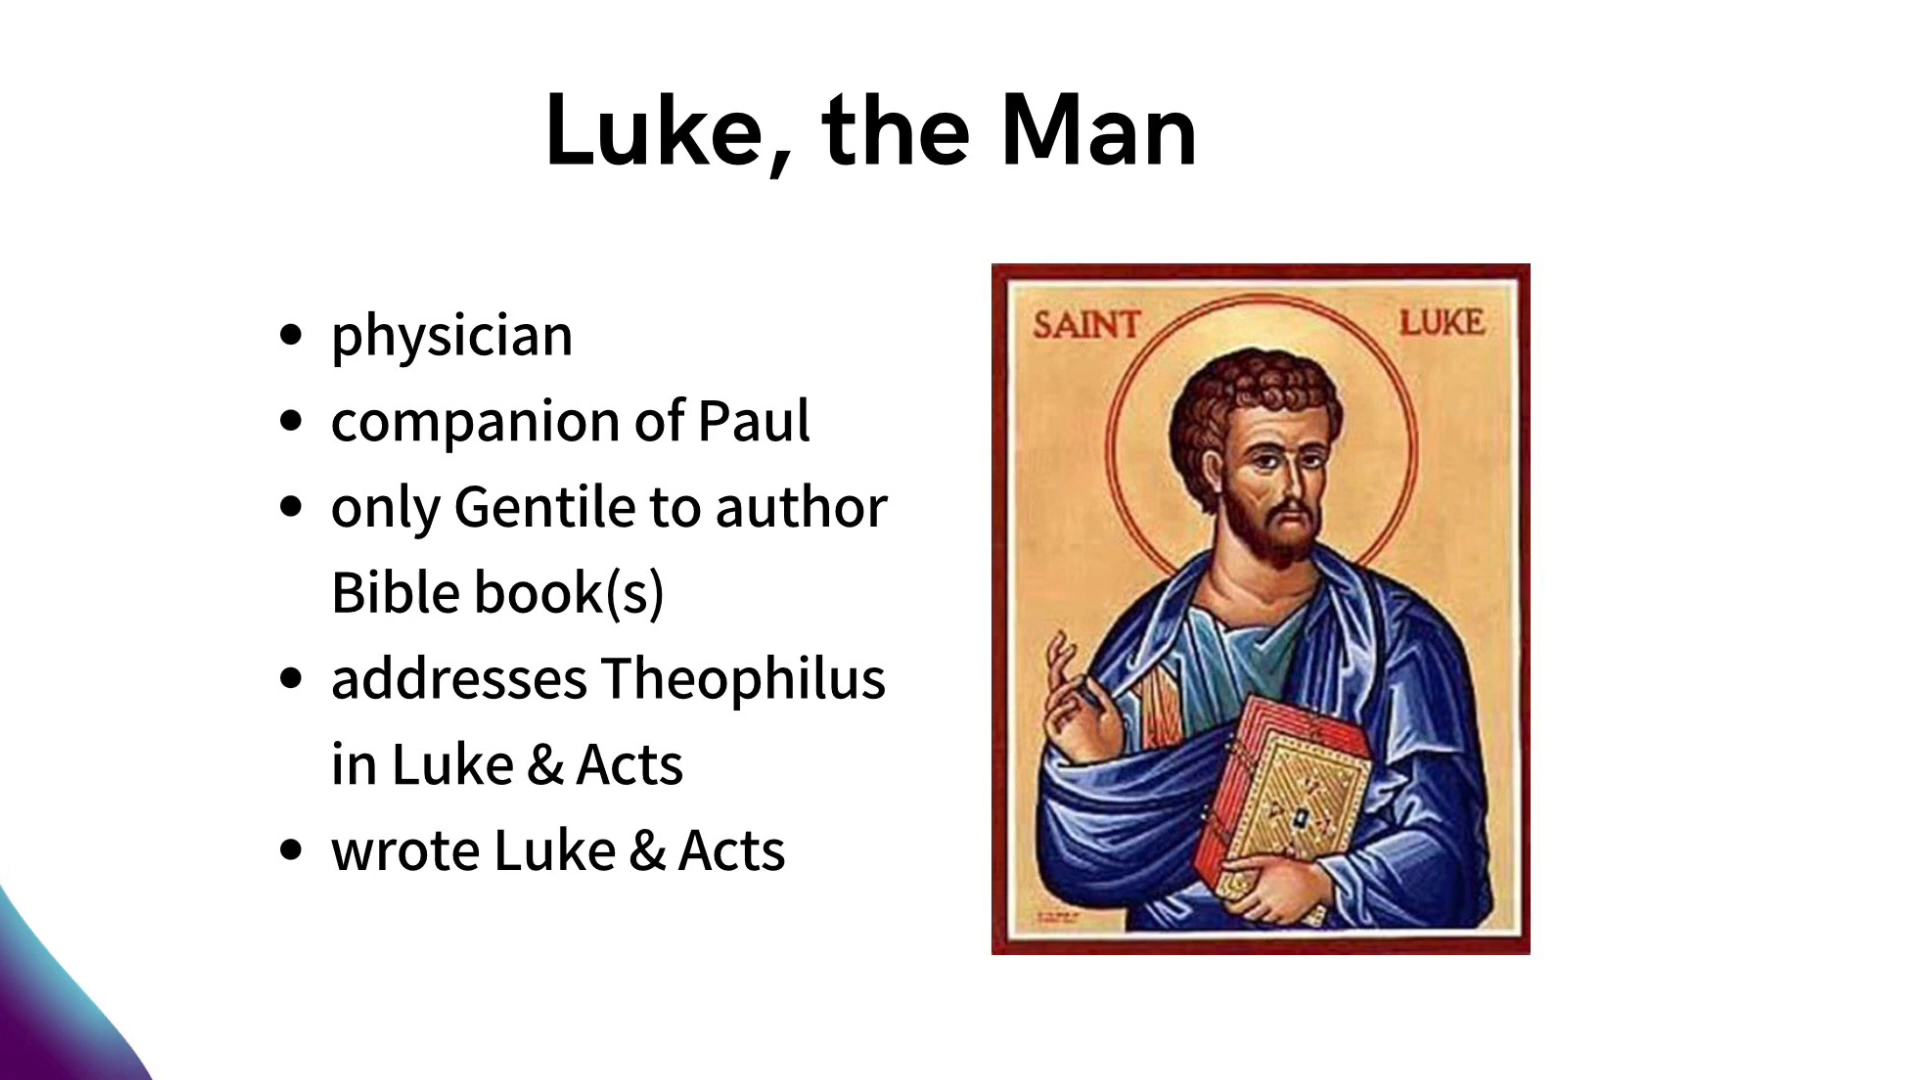 Luke, the Man
• physician
• companion of Paul
• only Gentile to author
Bible book(s)
• addresses Theophilus
in Luke & Acts
• wrote Luke & Acts
SAINT LUKE